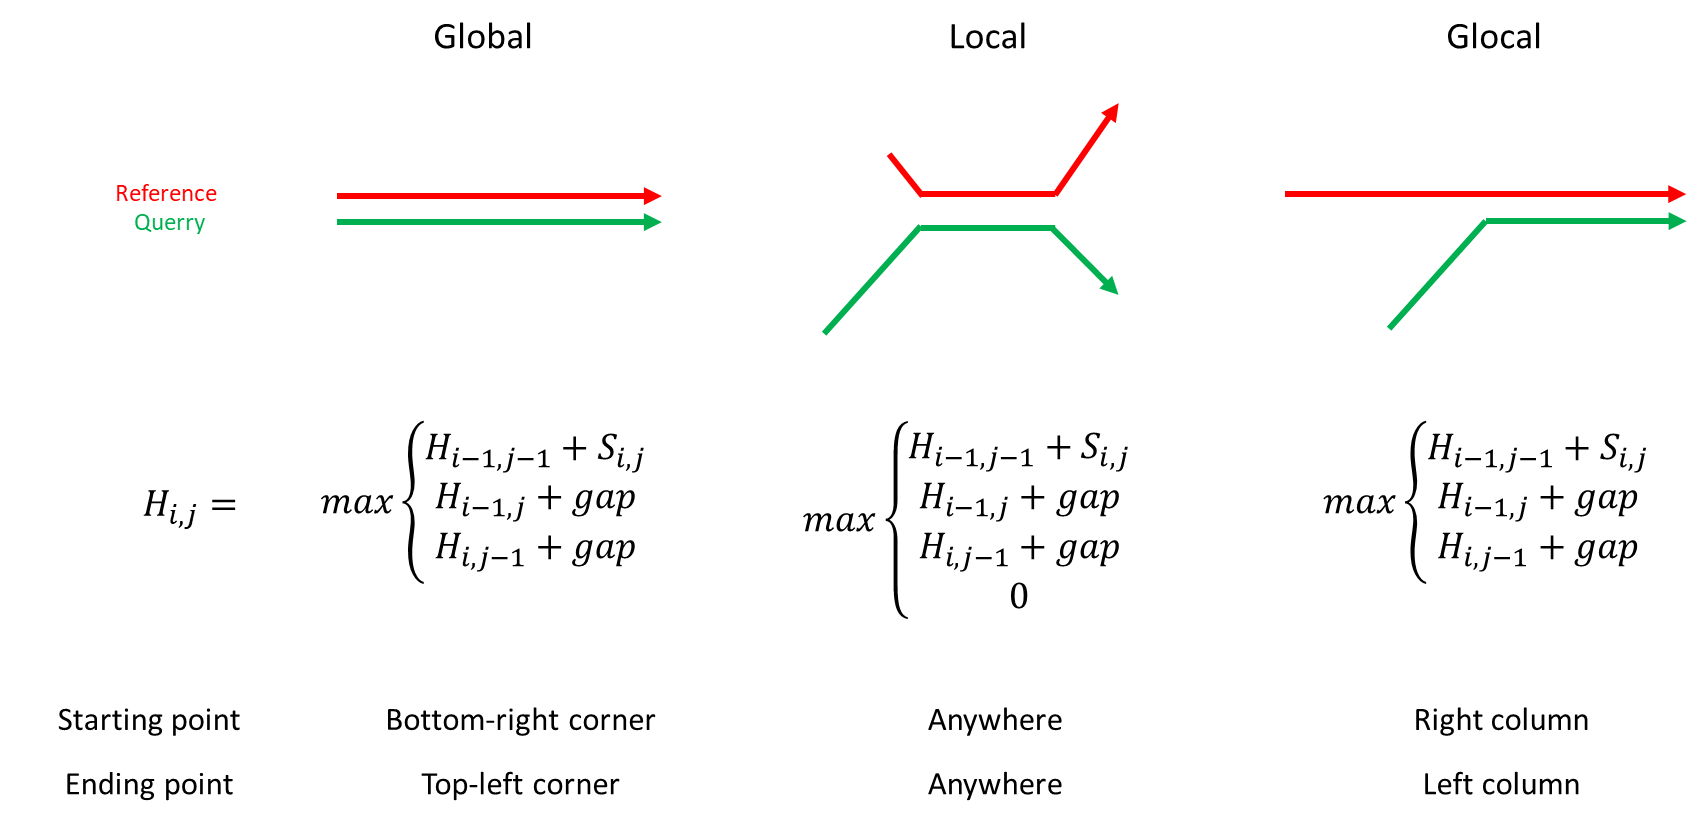 Global Local Glocal
Reference
Querry
H_{i,j} = max { H_{i−1,j−1} + S_{i,j} max { H_{i−1,j−1} + S_{i,j} max { H_{i−1,j−1} + S_{i,j}
H_{i−1,j} + gap H_{i−1,j} + gap H_{i−1,j} + gap
H_{i,j−1} + gap H_{i,j−1} + gap H_{i,j−1} + gap
0
Starting point Bottom-right corner Anywhere Right column
Ending point Top-left corner Anywhere Left column